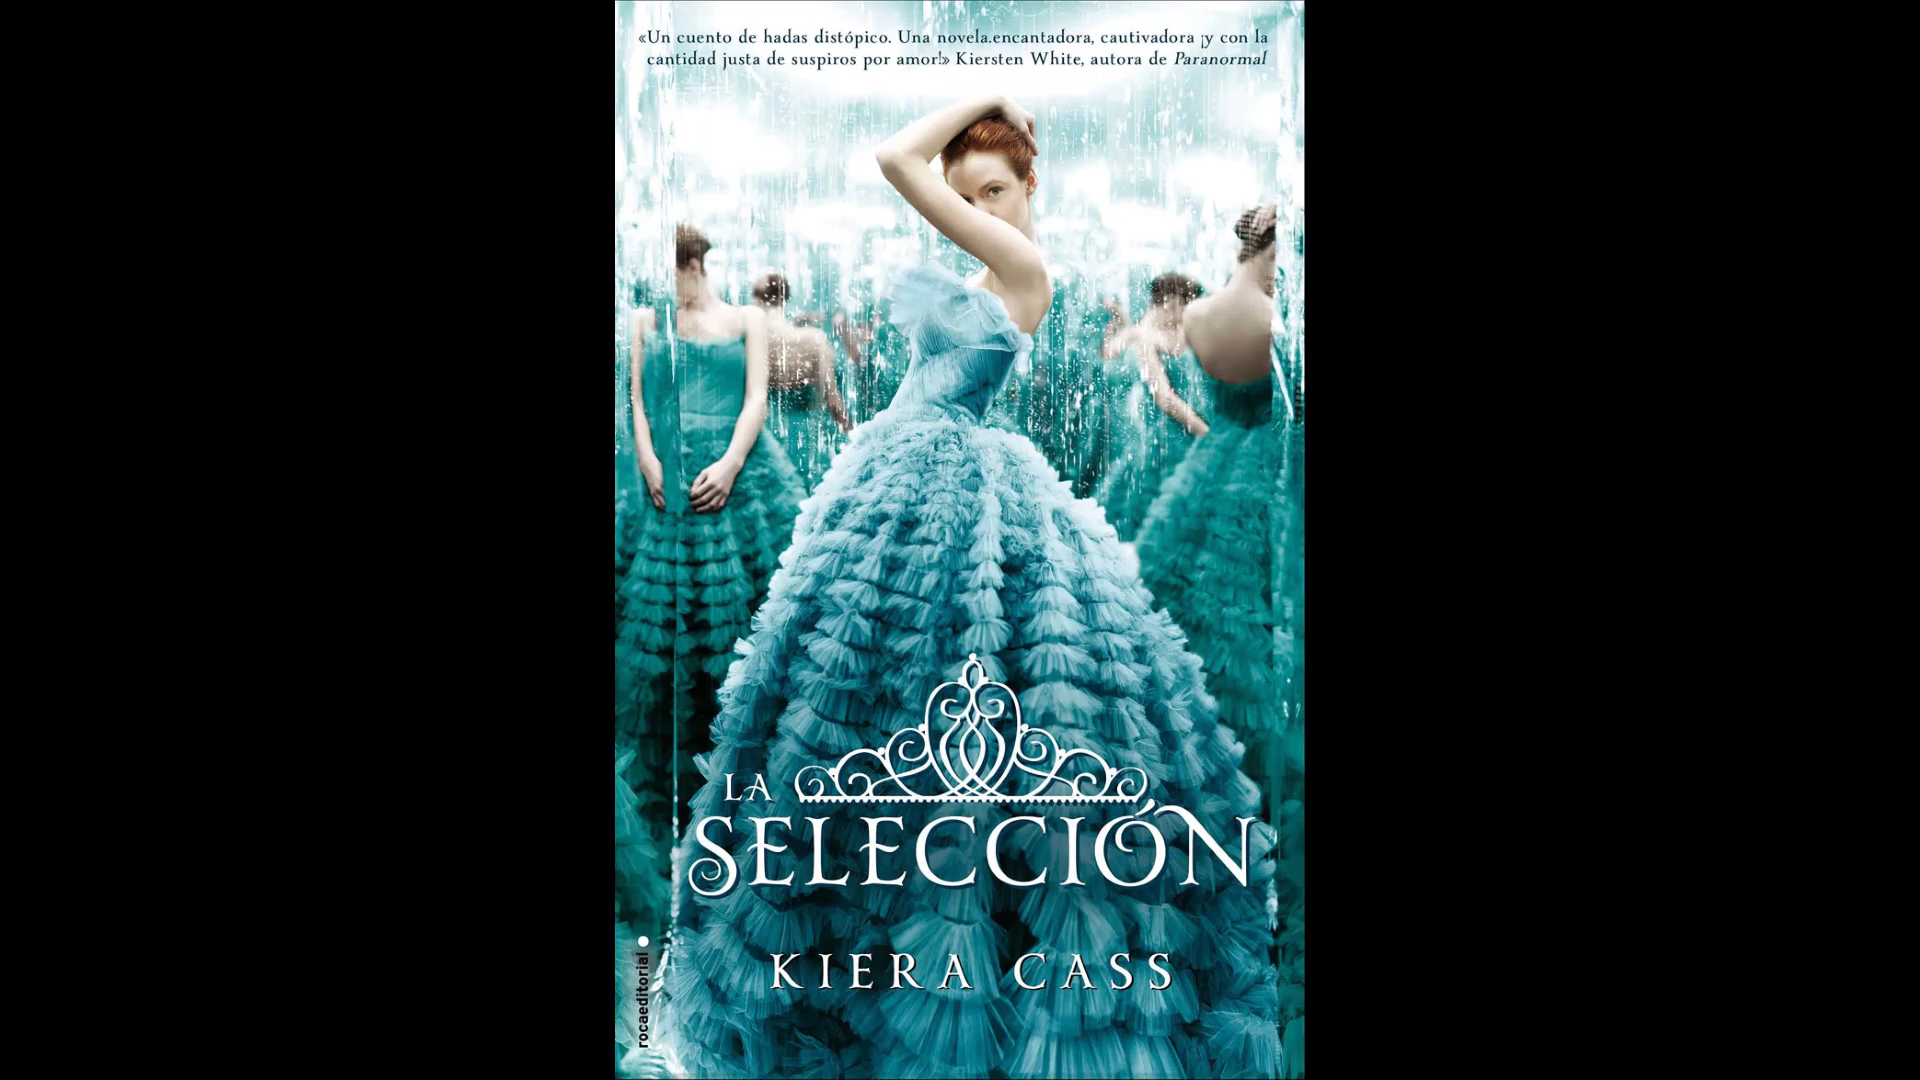 «Un cuento de hadas distópico. Una novela.encantadora, cautivadora ¡y con la
cantidad justa de suspiros por amor!» Kiersten White, autora de Paranormal
LA
SELECCIÓN
KIERA CASS
rocaeditorial